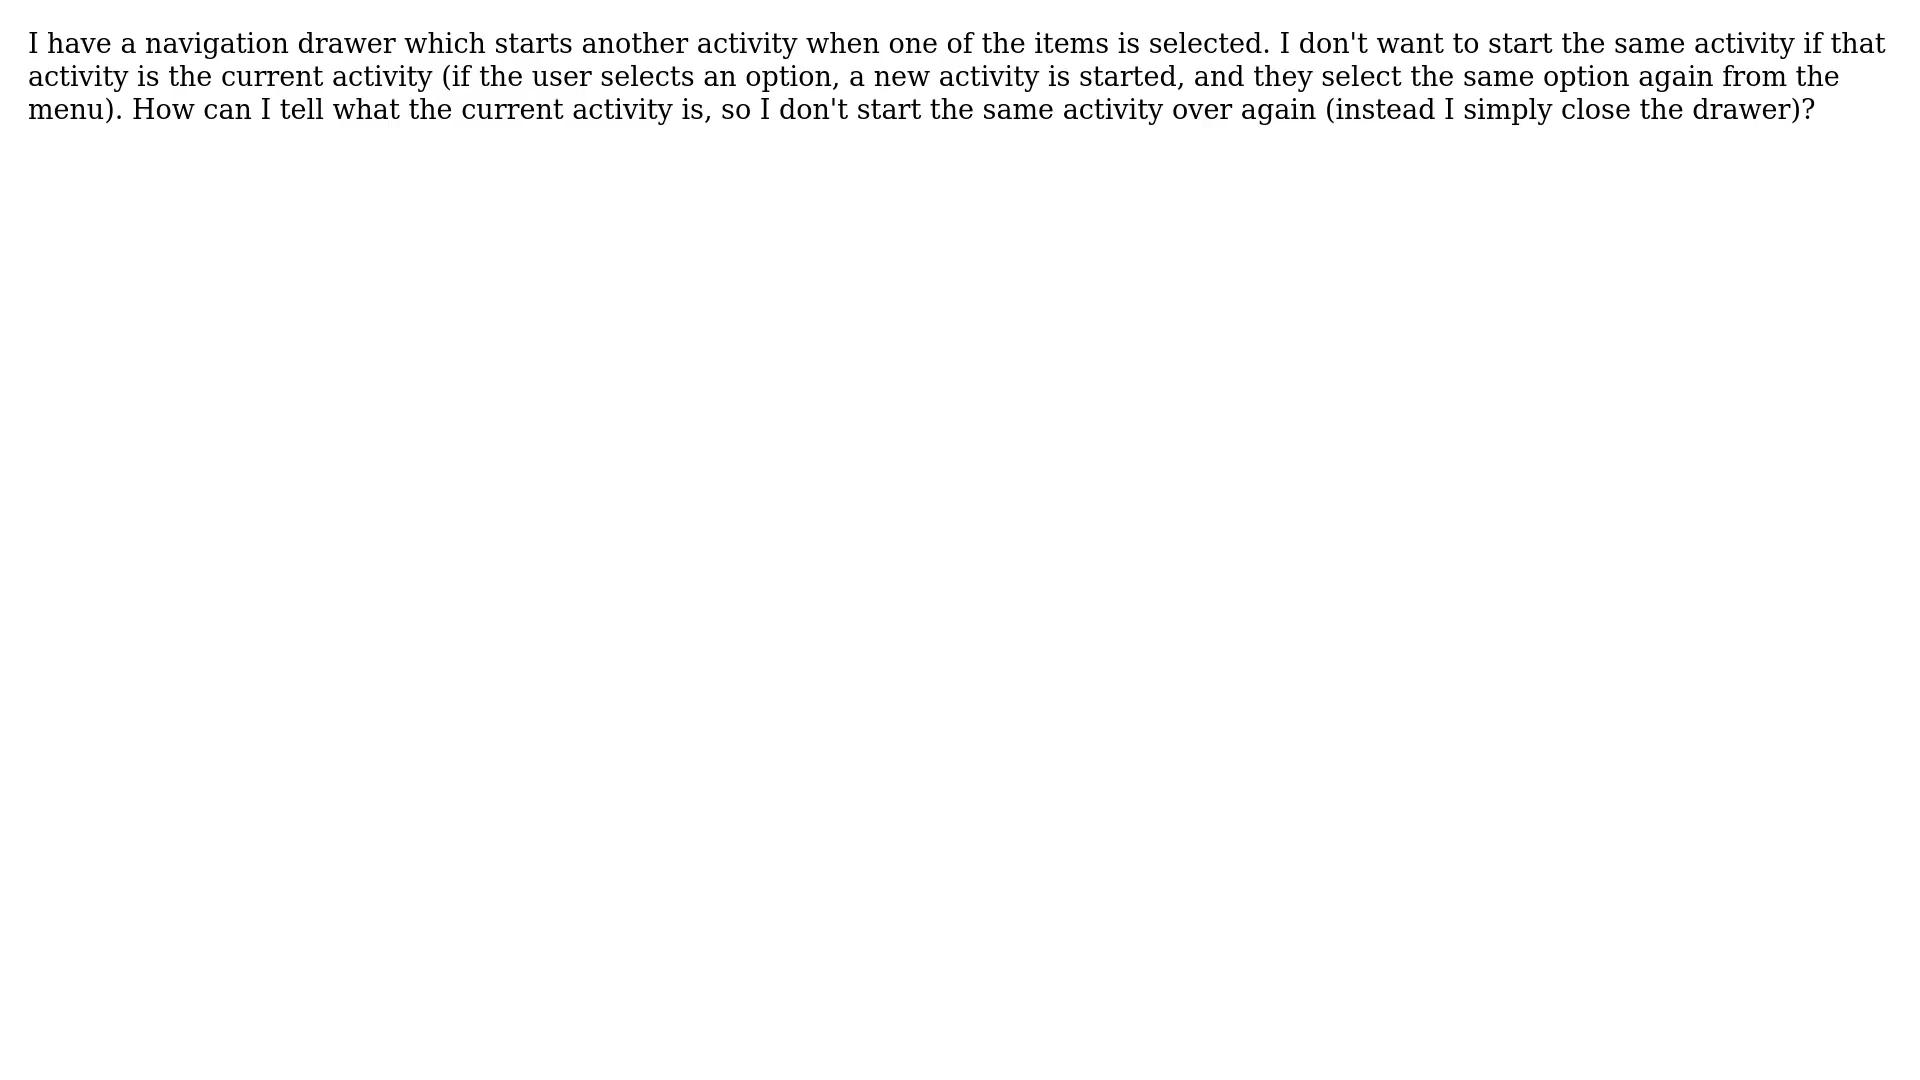 I have a navigation drawer which starts another activity when one of the items is selected. I don't want to start the same activity if that
activity is the current activity (if the user selects an option, a new activity is started, and they select the same option again from the
menu). How can I tell what the current activity is, so I don't start the same activity over again (instead I simply close the drawer)?